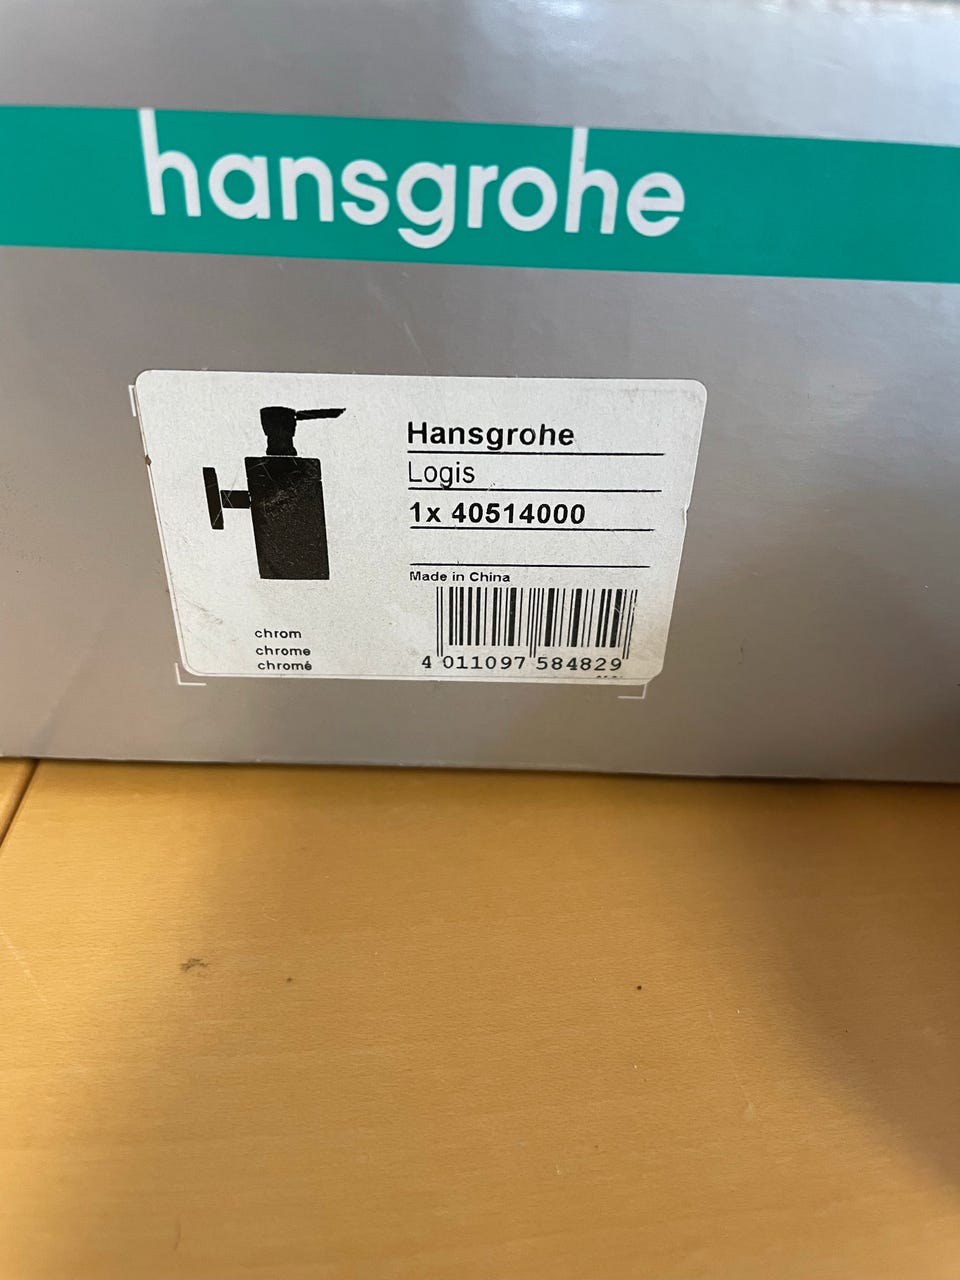 hansgrohe
Hansgrohe
Logis
1x 40514000
Made in China
chrom
chrome
chromé
4 011097 584829